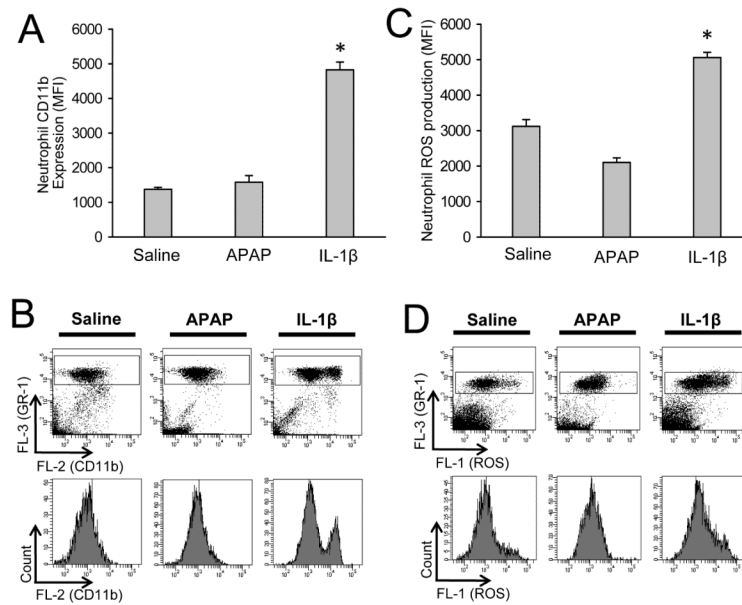 A
Neutrophil CD11b
Expression (MFI)
6000
5000
4000
3000
2000
1000
0
*
Saline APAP IL-1β
C
Neutrophil ROS production (MFI)
6000
5000
4000
3000
2000
1000
0
*
Saline APAP IL-1β
B
Saline APAP IL-1β
FL-3 (GR-1)
FL-2 (CD11b)
Count
FL-2 (CD11b)
D
Saline APAP IL-1β
FL-3 (GR-1)
FL-1 (ROS)
Count
FL-1 (ROS)